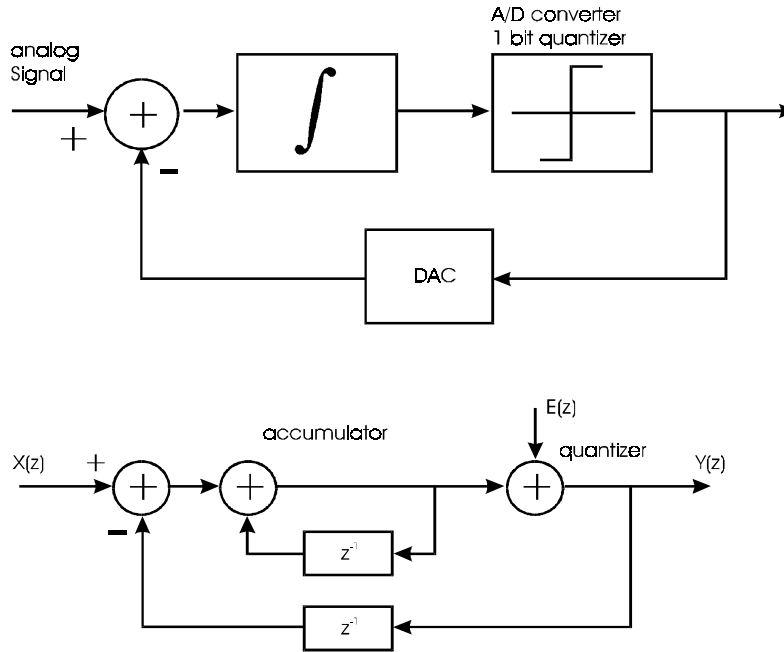 A/D converter
1 bit quantizer
analog
Signal
+
+
-
∫
DAC
E(z)
accumulator
quantizer
X(z)
+
Y(z)
+
+
+
-
z⁻¹
z⁻¹